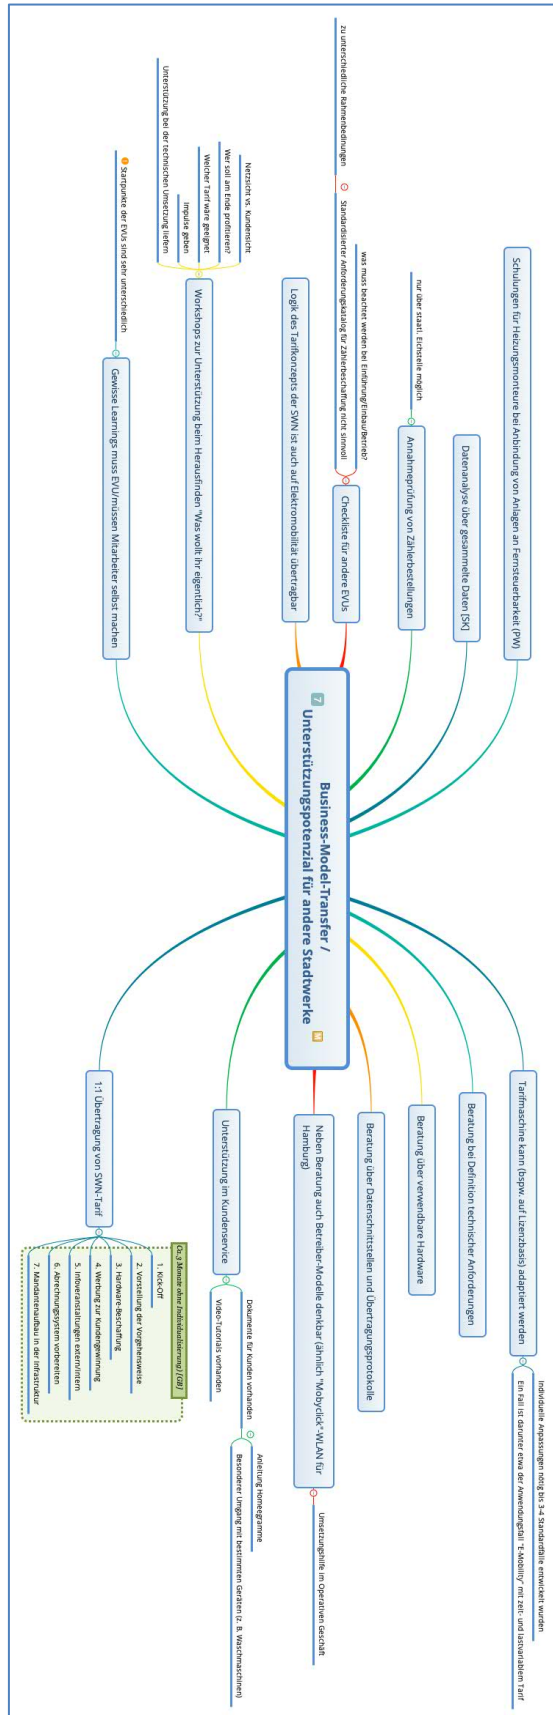 Business-Model-Transfer /
Unterstützungspotenzial für andere Stadtwerke
7
M
Tarifmaschine kann (bspw. auf Lizenzbasis) adaptiert werden
Individuelle Anpassungen nötig bis 3-4 Standardfälle entwickelt wurden
Ein Fall ist darunter etwa der Anwendungsfall "E-Mobility" mit zeit- und lastvariablem Tarif
Beratung bei Definition technischer Anforderungen
Beratung über verwendbare Hardware
Beratung über Datenschnittstellen und Übertragungsprotokolle
Neben Beratung auch Betreiber-Modelle denkbar (ähnlich "Mobyclick"-WLAN für
Hamburg)
Umsetzungshilfe im Operativen Geschäft
Unterstützung im Kundenservice
Dokumente für Kunden vorhanden
Anleitung Homeegramme
Besonderer Umgang mit bestimmten Geräten (z. B. Waschmaschinen)
Video-Tutorials vorhanden
1:1 Übertragung von SWN-Tarif
Ca. 3 Monate ohne Individualisierung) [GB]
1. Kick-Off
2. Vorstellung der Vorgehensweise
3. Hardware-Beschaffung
4. Werbung zur Kundengewinnung
5. Infoveranstaltungen extern/intern
6. Abrechnungssystem vorbereiten
7. Mandantenaufbau in der Infrastruktur
Schulungen für Heizungsmonteure bei Anbindung von Anlagen an Fernsteuerbarkeit (PW)
Datenanalyse über gesammelte Daten [SK]
Annahmeprüfung von Zählerbestellungen
nur über staatl. Eichstelle möglich
Checkliste für andere EVUs
was muss beachtet werden bei Einführung/Einbau/Betrieb?
Standardisierter Anforderungskatalog für Zählerbeschaffung nicht sinnvoll
zu unterschiedliche Rahmenbedinungen
Logik des Tarifkonzepts der SWN ist auch auf Elektromobilität übertragbar
Workshops zur Unterstützung beim Herausfinden "Was wollt ihr eigentlich?"
Netzsicht vs. Kundensicht
Wer soll am Ende profitieren?
Welcher Tarif wäre geeignet
Impulse geben
Unterstützung bei der technischen Umsetzung liefern
Gewisse Learnings muss EVU/müssen Mitarbeiter selbst machen
Startpunkte der EVUs sind sehr unterschiedlich